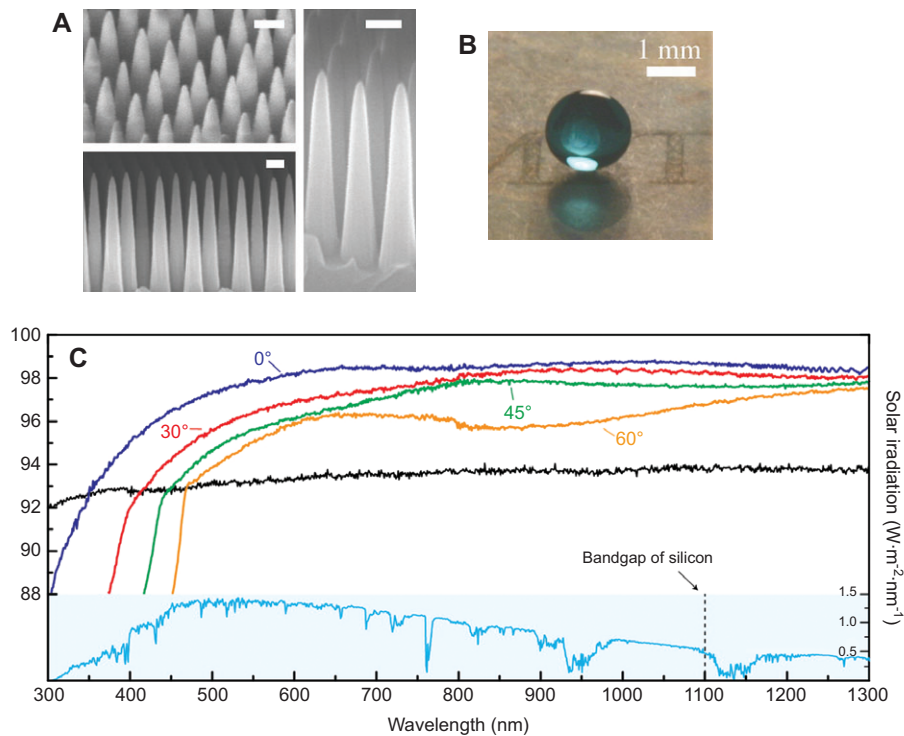 A
B
1 mm
C
0°
30°
45°
60°
100
98
96
94
92
90
88
Bandgap of silicon
1.5
1.0
0.5
Solar irradiation (W·m⁻²·nm⁻¹)
300 400 500 600 700 800 900 1000 1100 1200 1300
Wavelength (nm)